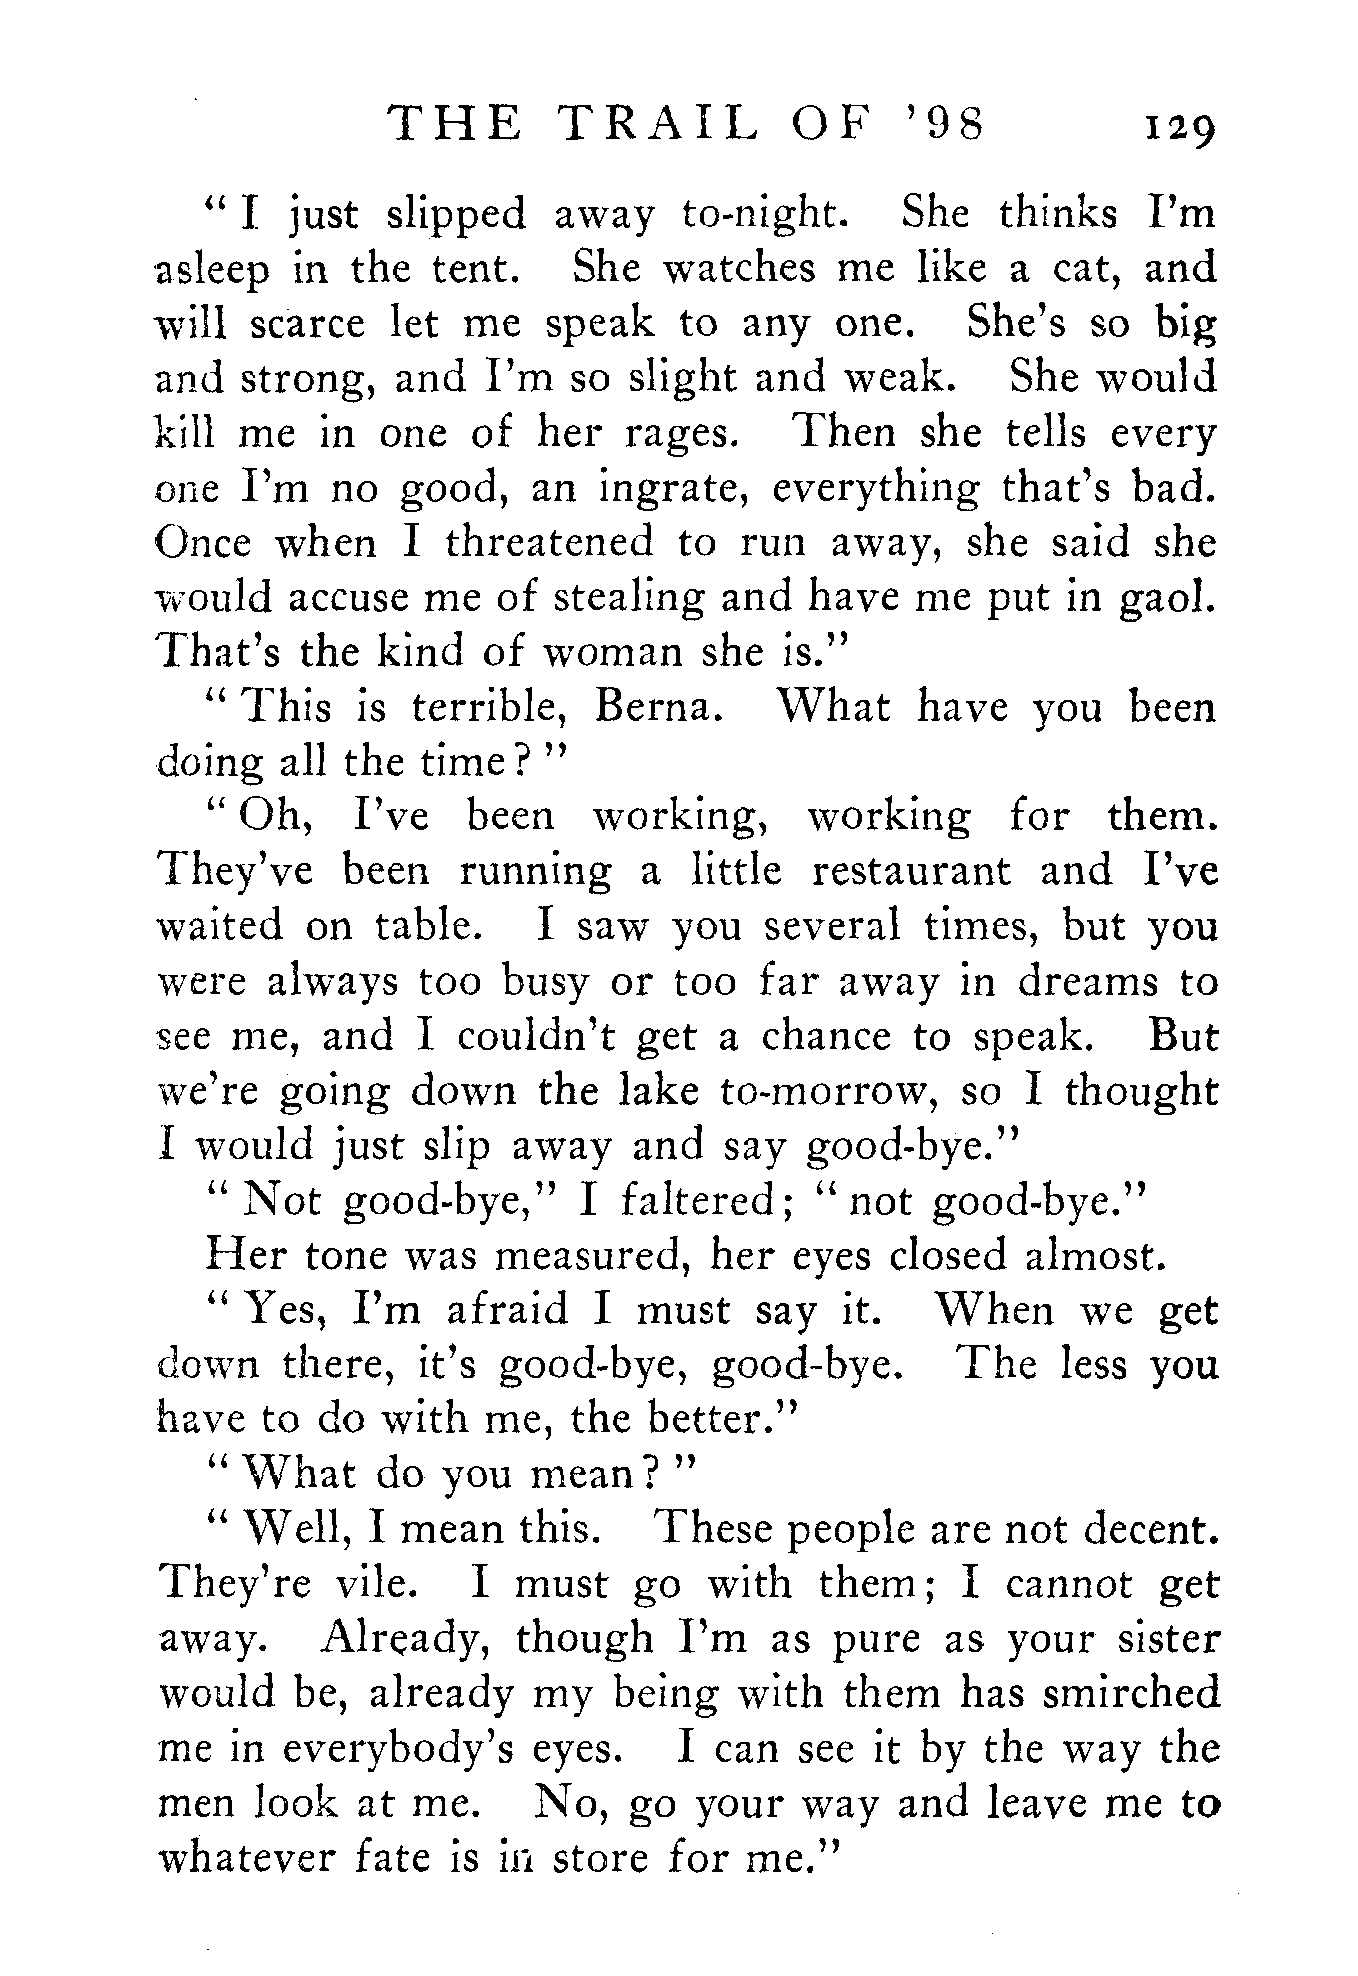 THE TRAIL OF '98 129
" I just slipped away to-night. She thinks I'm
asleep in the tent. She watches me like a cat, and
will scarce let me speak to any one. She's so big
and strong, and I'm so slight and weak. She would
kill me in one of her rages. Then she tells every
one I'm no good, an ingrate, everything that's bad.
Once when I threatened to run away, she said she
would accuse me of stealing and have me put in gaol.
That's the kind of woman she is."
" This is terrible, Berna. What have you been
doing all the time? "
" Oh, I've been working, working for them.
They've been running a little restaurant and I've
waited on table. I saw you several times, but you
were always too busy or too far away in dreams to
see me, and I couldn't get a chance to speak. But
we're going down the lake to-morrow, so I thought
I would just slip away and say good-bye."
" Not good-bye," I faltered; " not good-bye."
Her tone was measured, her eyes closed almost.
" Yes, I'm afraid I must say it. When we get
down there, it's good-bye, good-bye. The less you
have to do with me, the better."
" What do you mean? "
" Well, I mean this. These people are not decent.
They're vile. I must go with them; I cannot get
away. Already, though I'm as pure as your sister
would be, already my being with them has smirched
me in everybody's eyes. I can see it by the way the
men look at me. No, go your way and leave me to
whatever fate is in store for me."